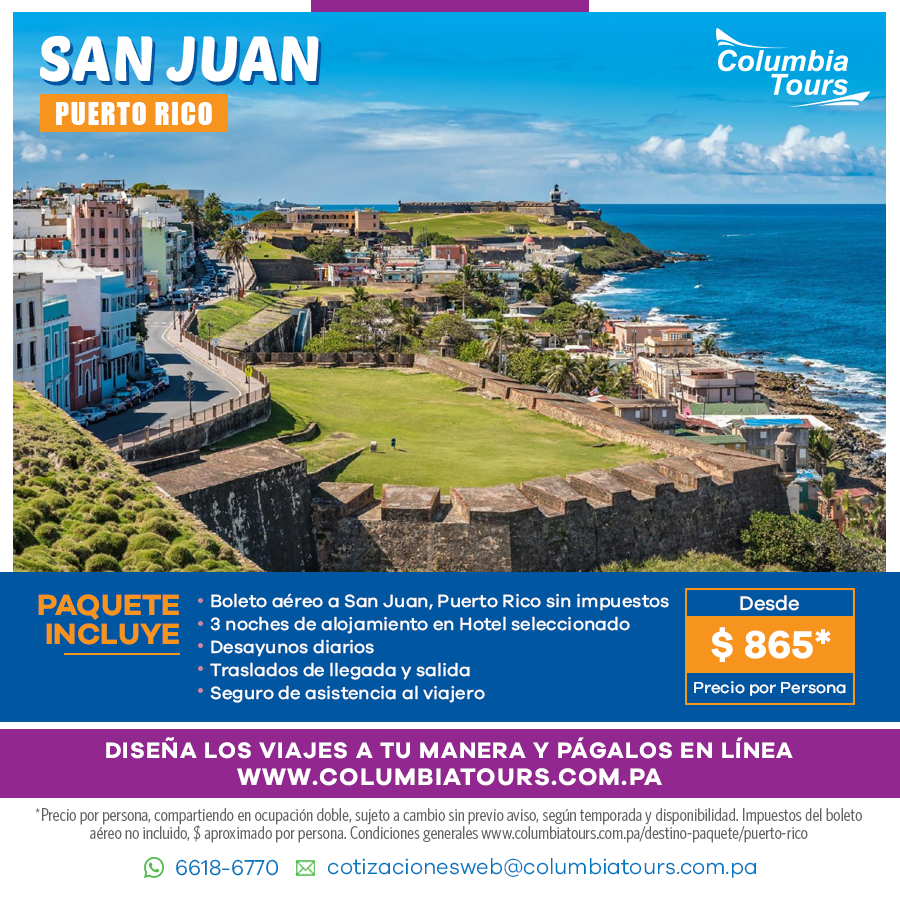 SAN JUAN
PUERTO RICO
Columbia
Tours
PAQUETE
INCLUYE
• Boleto aéreo a San Juan, Puerto Rico sin impuestos
• 3 noches de alojamiento en Hotel seleccionado
• Desayunos diarios
• Traslados de llegada y salida
• Seguro de asistencia al viajero
Desde
$ 865*
Precio por Persona
DISEÑA LOS VIAJES A TU MANERA Y PÁGALOS EN LÍNEA
WWW.COLUMBIATOURS.COM.PA
*Precio por persona, compartiendo en ocupación doble, sujeto a cambio sin previo aviso, según temporada y disponibilidad. Impuestos del boleto
aéreo no incluido, $ aproximado por persona. Condiciones generales www.columbiatours.com.pa/destino-paquete/puerto-rico
6618-6770 cotizacionesweb@columbiatours.com.pa